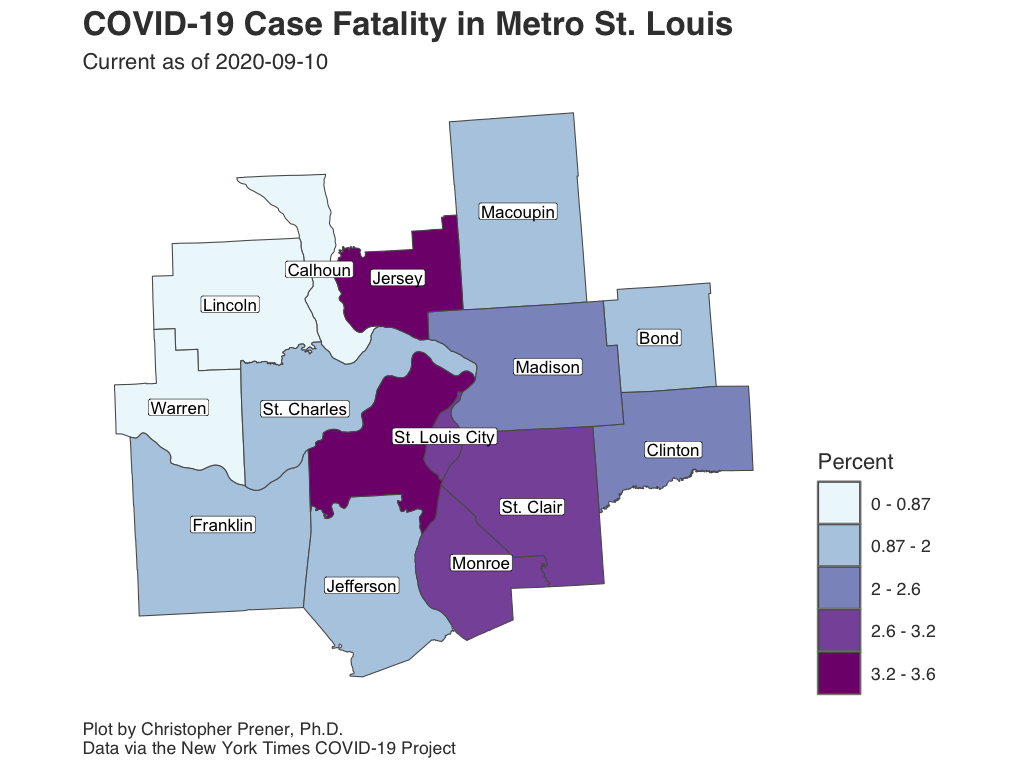 COVID-19 Case Fatality in Metro St. Louis
Current as of 2020-09-10
Macoupin
Calhoun
Jersey
Lincoln
Bond
Madison
Warren
St. Charles
St. Louis City
Clinton
St. Clair
Franklin
Monroe
Jefferson
Percent
0 - 0.87
0.87 - 2
2 - 2.6
2.6 - 3.2
3.2 - 3.6
Plot by Christopher Prener, Ph.D.
Data via the New York Times COVID-19 Project